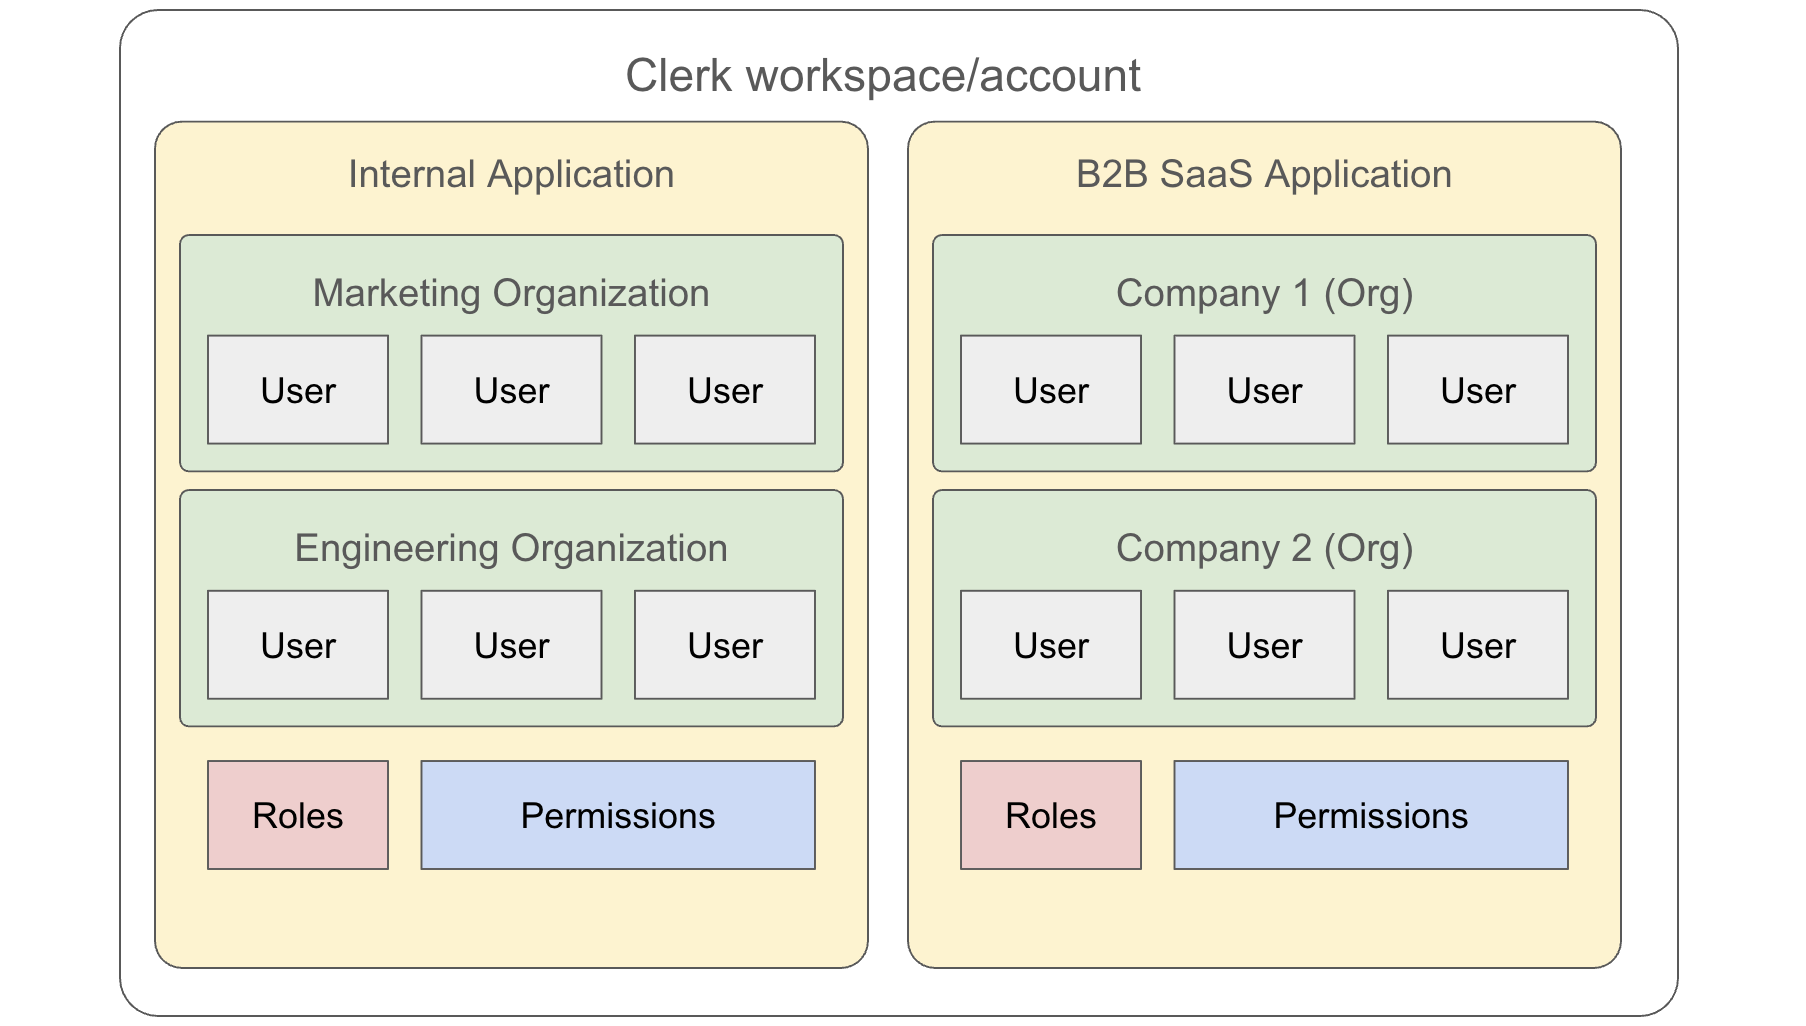 Clerk workspace/account
Internal Application
Marketing Organization
User User User
Engineering Organization
User User User
Roles Permissions
B2B SaaS Application
Company 1 (Org)
User User User
Company 2 (Org)
User User User
Roles Permissions